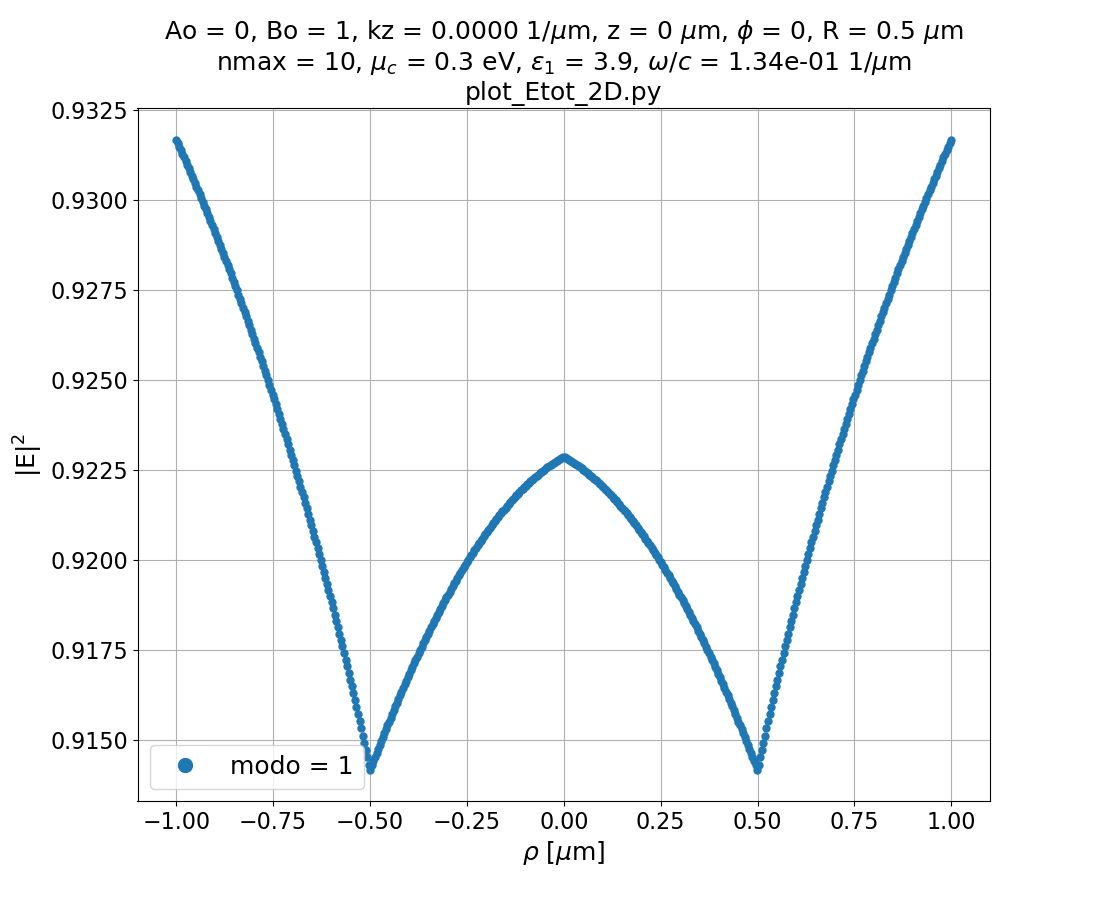 Ao = 0, Bo = 1, kz = 0.0000 1/μm, z = 0 μm, ϕ = 0, R = 0.5 μm
nmax = 10, μ_c = 0.3 eV, ε₁ = 3.9, ω/c = 1.34e-01 1/μm
plot_Etot_2D.py
0.9325
0.9300
0.9275
0.9250
0.9225
0.9200
0.9175
0.9150
|E|²
modo = 1
−1.00 −0.75 −0.50 −0.25 0.00 0.25 0.50 0.75 1.00
ρ [μm]